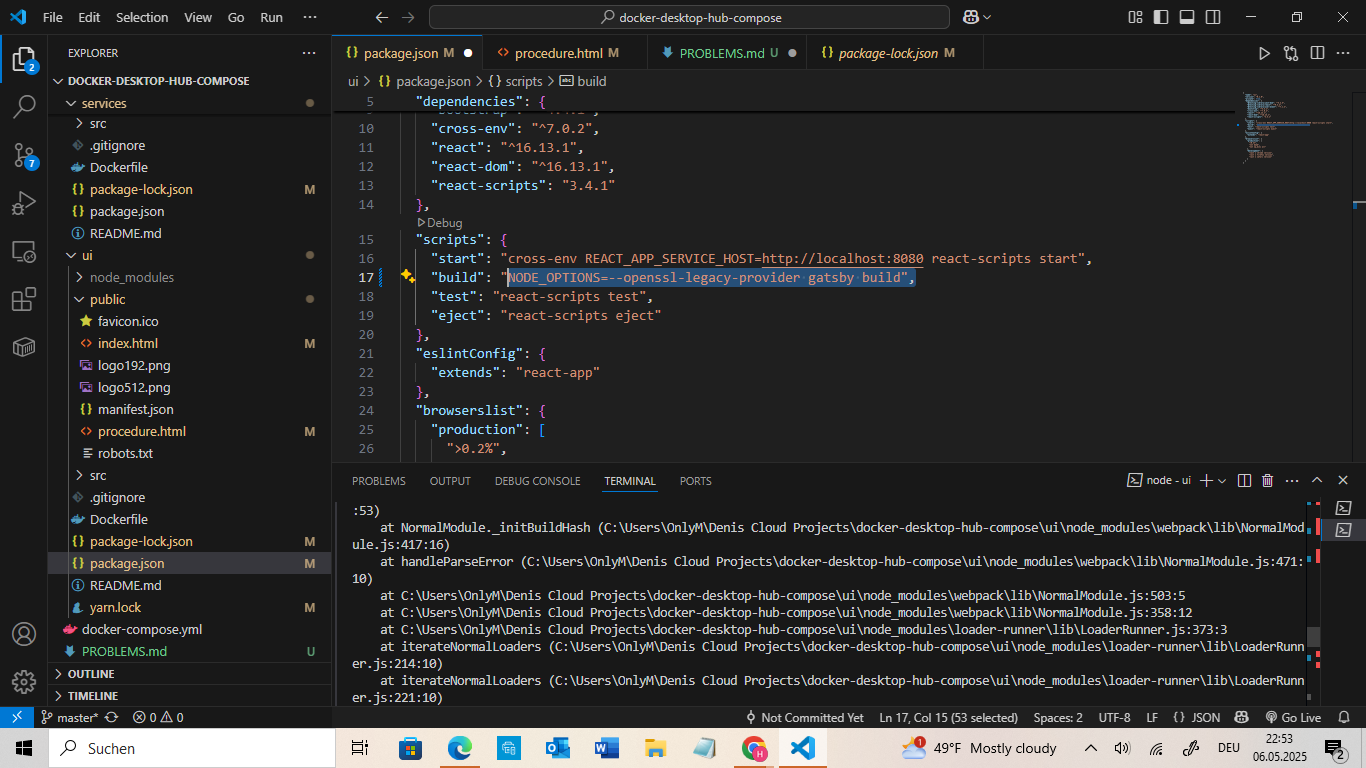 File Edit Selection View Go Run ··· docker-desktop-hub-compose
EXPLORER ···
2
7
DOCKER-DESKTOP-HUB-COMPOSE
services
src
.gitignore
Dockerfile
package-lock.json M
package.json
README.md
ui
node_modules
public
favicon.ico
index.html M
logo192.png
logo512.png
manifest.json
procedure.html M
robots.txt
src
.gitignore
Dockerfile
package-lock.json M
package.json M
README.md
yarn.lock M
docker-compose.yml
PROBLEMS.md U
OUTLINE
TIMELINE
package.json M procedure.html M PROBLEMS.md U package-lock.json M ···
ui > package.json > scripts > build
5 "dependencies": {
10 "cross-env": "^7.0.2",
11 "react": "^16.13.1",
12 "react-dom": "^16.13.1",
13 "react-scripts": "3.4.1"
14 },
Debug
15 "scripts": {
16 "start": "cross-env REACT_APP_SERVICE_HOST=http://localhost:8080 react-scripts start",
17 "build": "NODE_OPTIONS=--openssl-legacy-provider gatsby build",
18 "test": "react-scripts test",
19 "eject": "react-scripts eject"
20 },
21 "eslintConfig": {
22 "extends": "react-app"
23 },
24 "browserslist": {
25 "production": [
26 ">0.2%",
PROBLEMS OUTPUT DEBUG CONSOLE TERMINAL PORTS node - ui
:53)
at NormalModule._initBuildHash (C:\Users\OnlyM\Denis Cloud Projects\docker-desktop-hub-compose\ui\node_modules\webpack\lib\NormalMod
ule.js:417:16)
at handleParseError (C:\Users\OnlyM\Denis Cloud Projects\docker-desktop-hub-compose\ui\node_modules\webpack\lib\NormalModule.js:471:
10)
at C:\Users\OnlyM\Denis Cloud Projects\docker-desktop-hub-compose\ui\node_modules\webpack\lib\NormalModule.js:503:5
at C:\Users\OnlyM\Denis Cloud Projects\docker-desktop-hub-compose\ui\node_modules\webpack\lib\NormalModule.js:358:12
at C:\Users\OnlyM\Denis Cloud Projects\docker-desktop-hub-compose\ui\node_modules\loader-runner\lib\LoaderRunner.js:373:3
at iterateNormalLoaders (C:\Users\OnlyM\Denis Cloud Projects\docker-desktop-hub-compose\ui\node_modules\loader-runner\lib\LoaderRunn
er.js:214:10)
at iterateNormalLoaders (C:\Users\OnlyM\Denis Cloud Projects\docker-desktop-hub-compose\ui\node_modules\loader-runner\lib\LoaderRunn
er.js:221:10)
master* 0 0 Not Committed Yet Ln 17, Col 15 (53 selected) Spaces: 2 UTF-8 LF {} JSON Go Live
Suchen 1 49°F Mostly cloudy DEU 22:53
06.05.2025 2